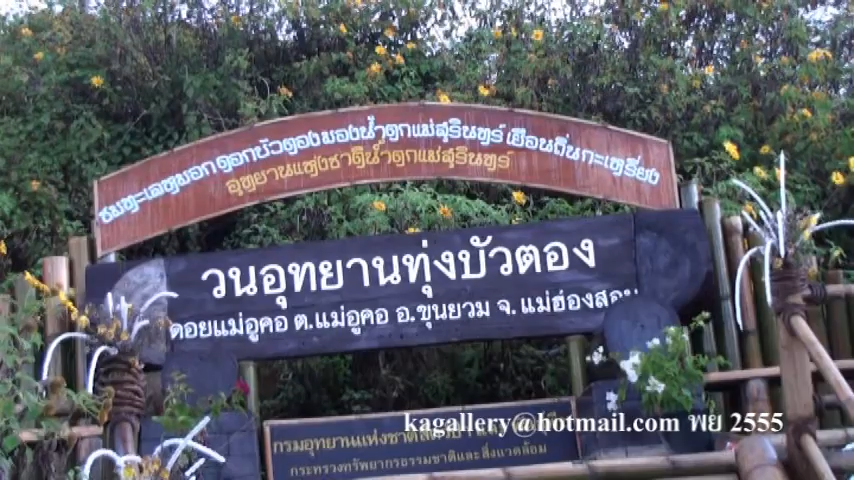 ชมทะเลหมอก ดอกบัวตอง มองน้ำตกแม่สุรินทร์ เยือนถิ่นกะเหรี่ยง
อุทยานแห่งชาติน้ำตกแม่สุรินทร์
วนอุทยานทุ่งบัวตอง
ดอยแม่อูคอ ต.แม่อูคอ อ.ขุนยวม จ.แม่ฮ่องสอน
kagallery@hotmail.com พย 2555
กรมอุทยานแห่งชาติ
กระทรวงทรัพยากรธรรมชาติและสิ่งแวดล้อม